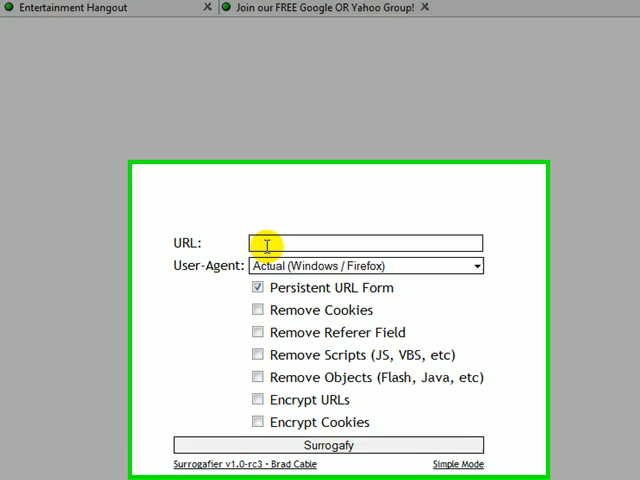 Entertainment Hangout
Join our FREE Google OR Yahoo Group!
URL:
User-Agent: Actual (Windows / Firefox)
Persistent URL Form
Remove Cookies
Remove Referer Field
Remove Scripts (JS, VBS, etc)
Remove Objects (Flash, Java, etc)
Encrypt URLs
Encrypt Cookies
Surrogafy
Surrogafier v1.0-rc3 • Brad Cable Simple Mode